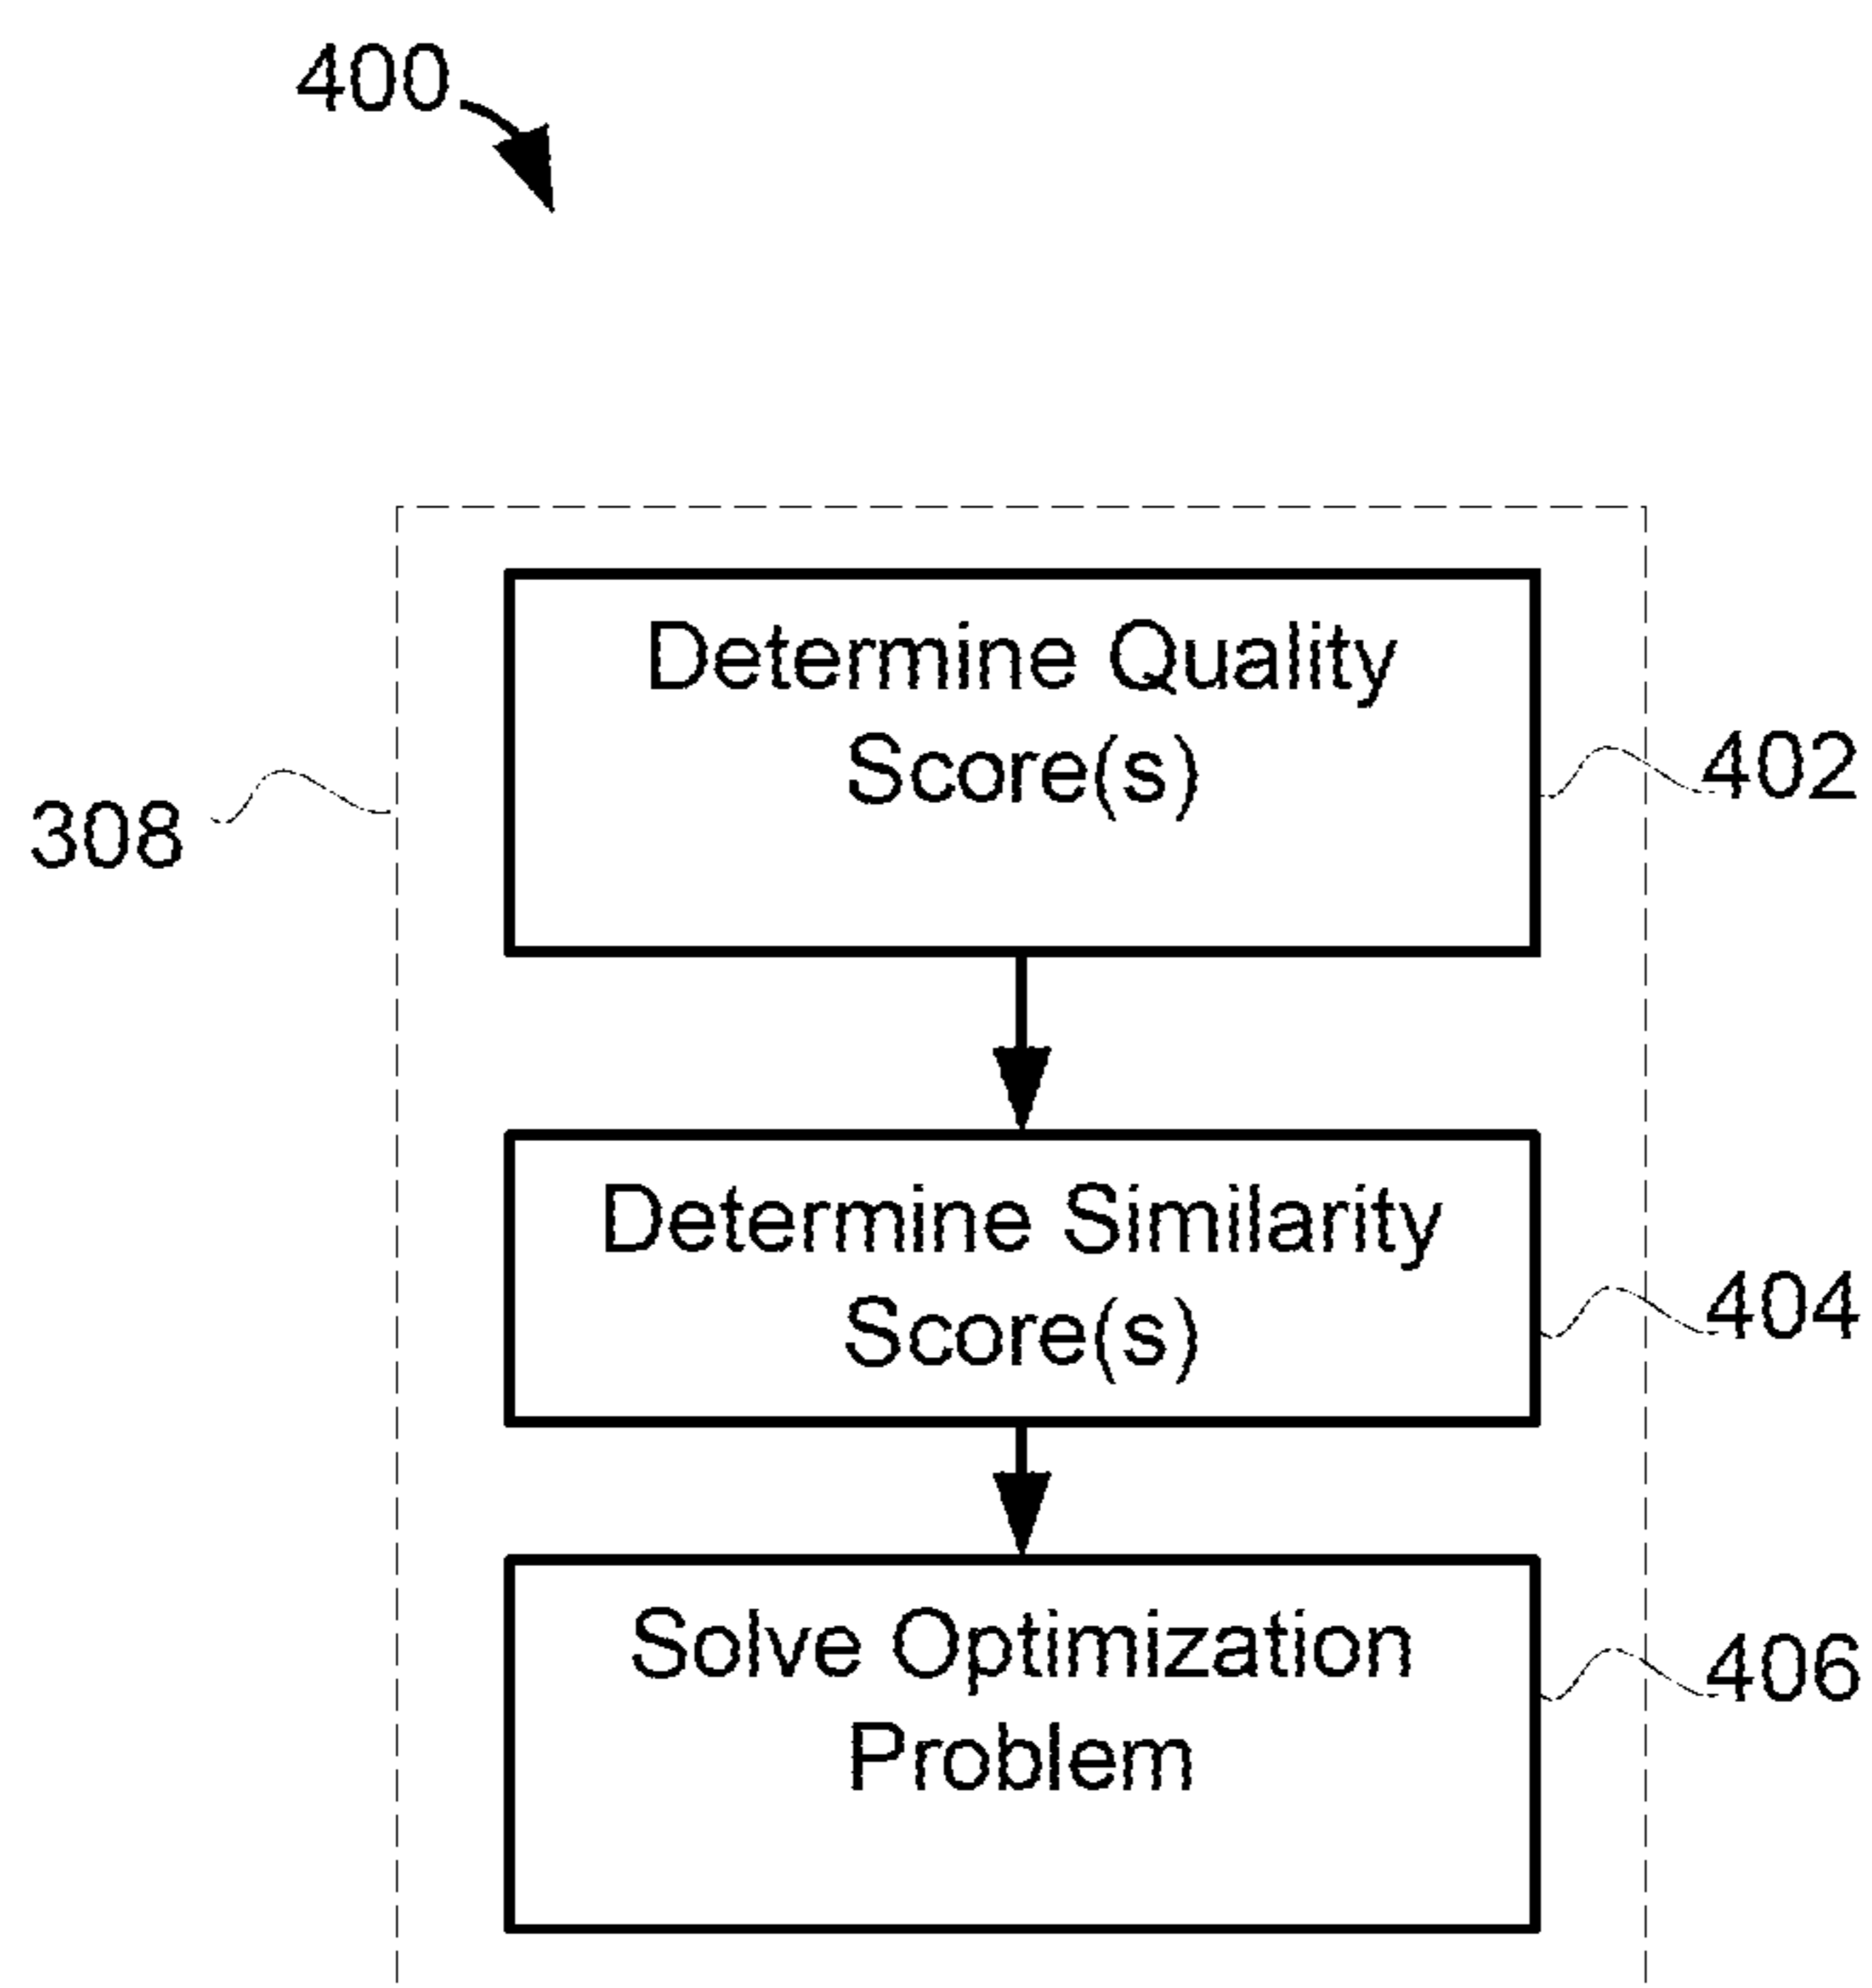 400
Determine Quality
Score(s)
402
308
Determine Similarity
Score(s)
404
Solve Optimization
Problem
406